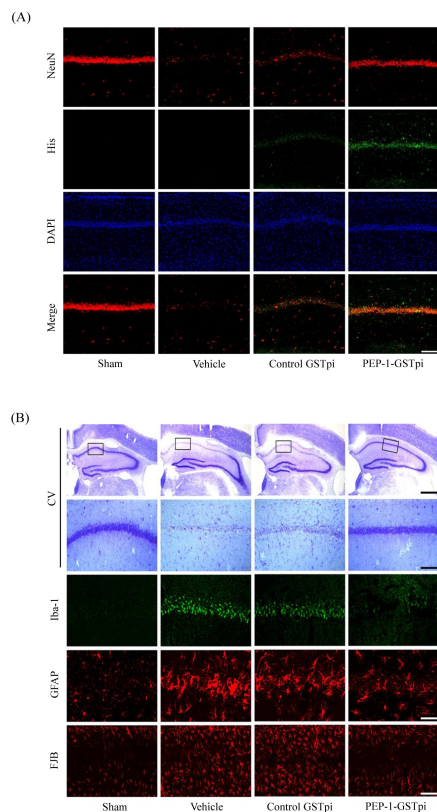 (A)
NeuN
His
DAPI
Merge
Sham Vehicle Control GSTpi PEP-1-GSTpi
(B)
CV
Iba-1
GFAP
FJB
Sham Vehicle Control GSTpi PEP-1-GSTpi